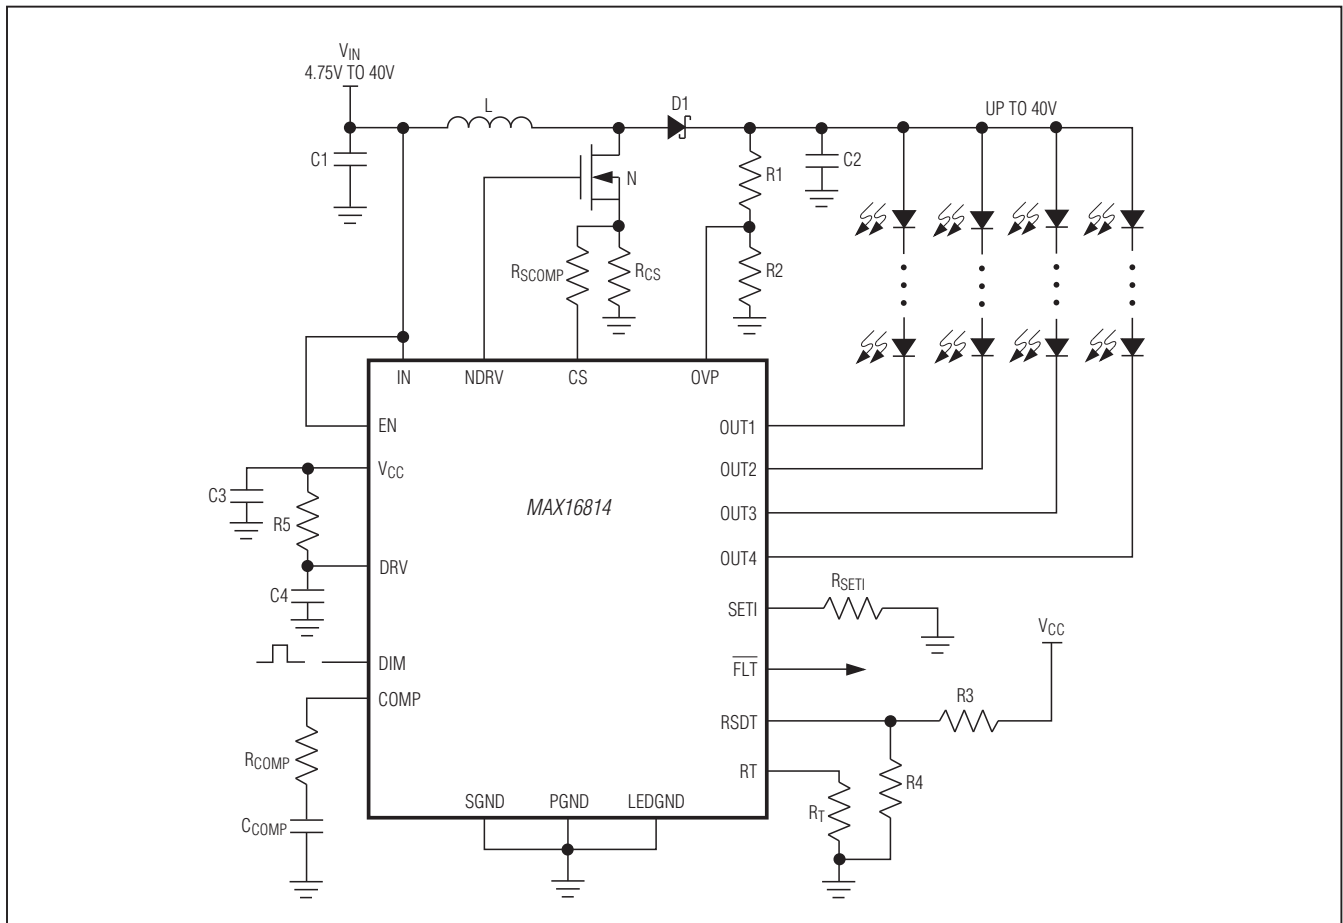 VIN
4.75V TO 40V
L
D1
UP TO 40V
C1
N
R1
C2
RSCOMP
RCS
R2
IN
NDRV
CS
OVP
EN
OUT1
VCC
OUT2
C3
R5
MAX16814
OUT3
OUT4
DRV
C4
RSETI
SETI
VCC
DIM
FLT
COMP
R3
RSDT
RCOMP
RT
R4
SGND
PGND
LEDGND
RT
CCOMP